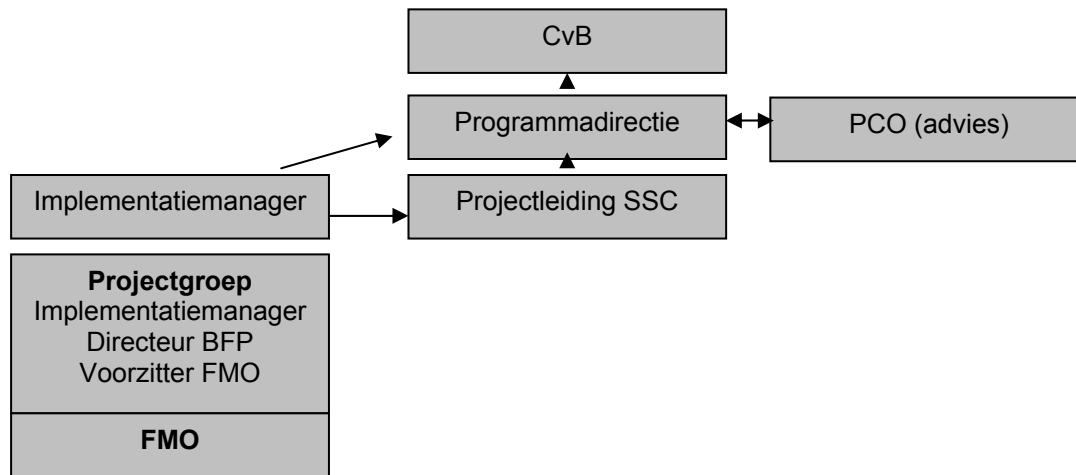 CvB
Programmadirectie
PCO (advies)
Implementatiemanager
Projectleiding SSC
Projectgroep
Implementatiemanager
Directeur BFP
Voorzitter FMO
FMO